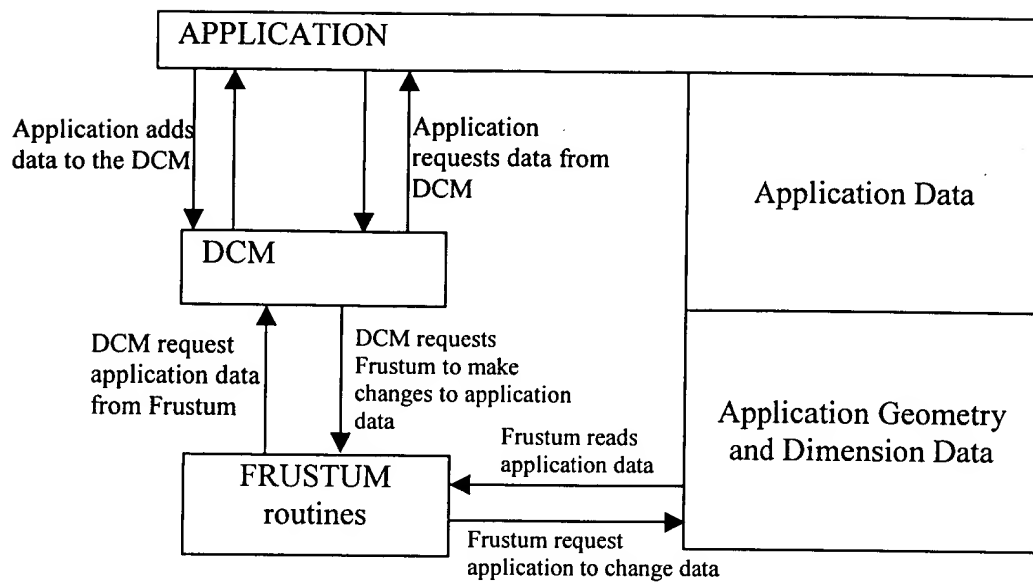 APPLICATION
Application adds
data to the DCM
Application
requests data from
DCM
Application Data
DCM
DCM request
application data
from Frustum
DCM requests
Frustum to make
changes to application
data
Application Geometry
and Dimension Data
Frustum reads
application data
FRUSTUM
routines
Frustum request
application to change data